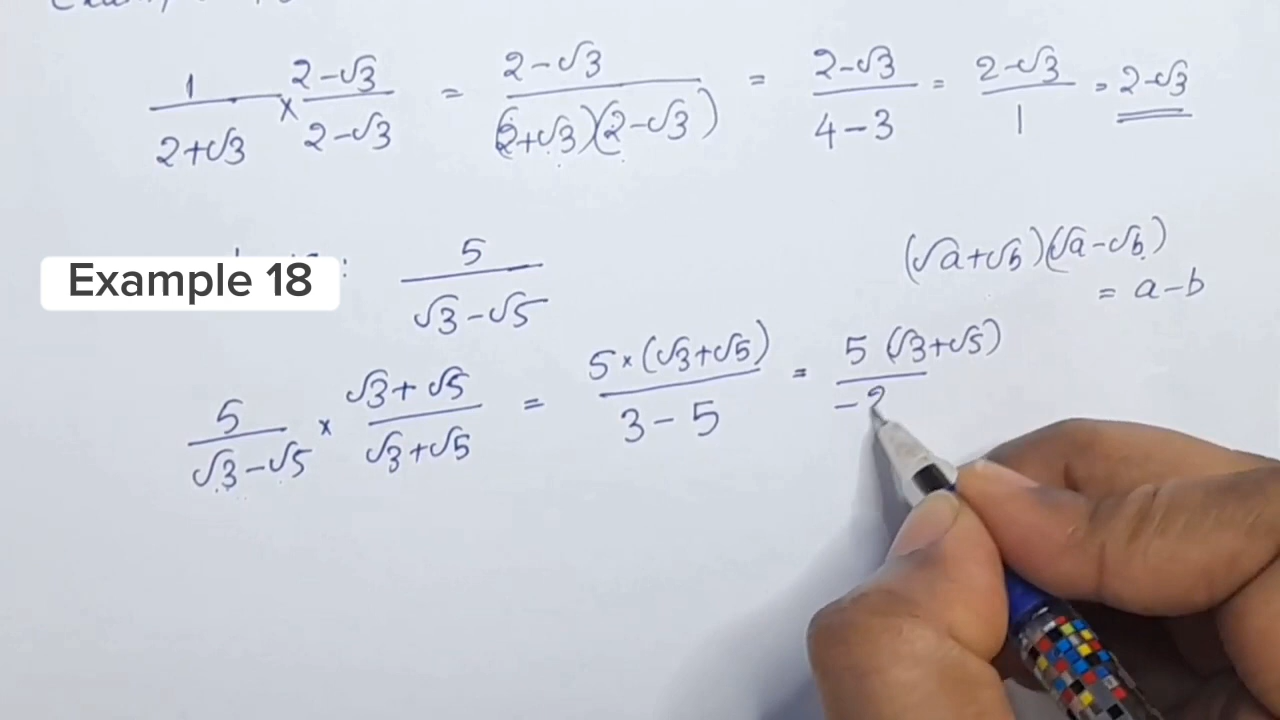 1/(2+√3) × (2-√3)/(2-√3) = (2-√3)/((2+√3)(2-√3)) = (2-√3)/(4-3) = (2-√3)/1 = 2-√3
Example 18
: 5/(√3-√5)
(√a+√b)(√a-√b)
= a-b
5/(√3-√5) × (√3+√5)/(√3+√5) = 5×(√3+√5)/(3-5) = 5(√3+√5)/-2